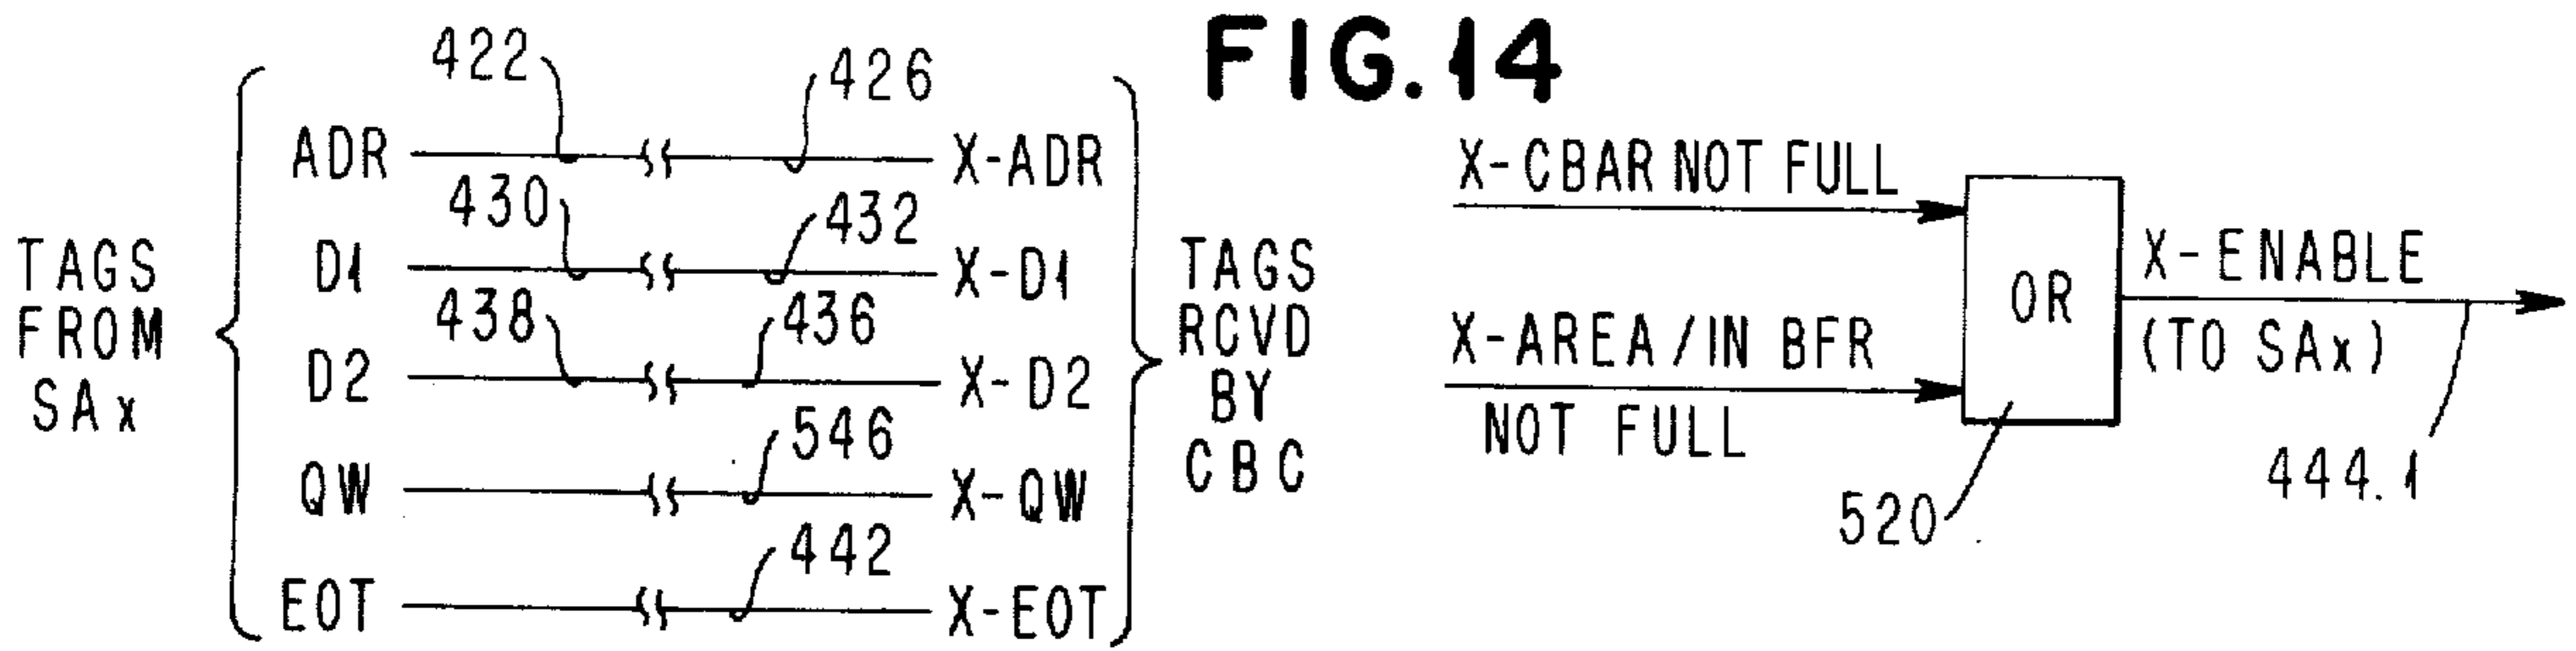 FIG.14
TAGS
FROM
SAx
422
426
ADR
X-ADR
430
432
D1
X-D1
438
436
D2
X-D2
546
QW
X-QW
442
EOT
X-EOT
TAGS
RCVD
BY
CBC
X-CBAR NOT FULL
X-AREA/IN BFR
NOT FULL
OR
520
X-ENABLE
(TO SAx)
444.1